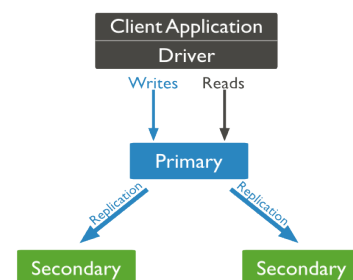 Client Application
Driver
Writes Reads
Primary
Replication Replication
Secondary Secondary